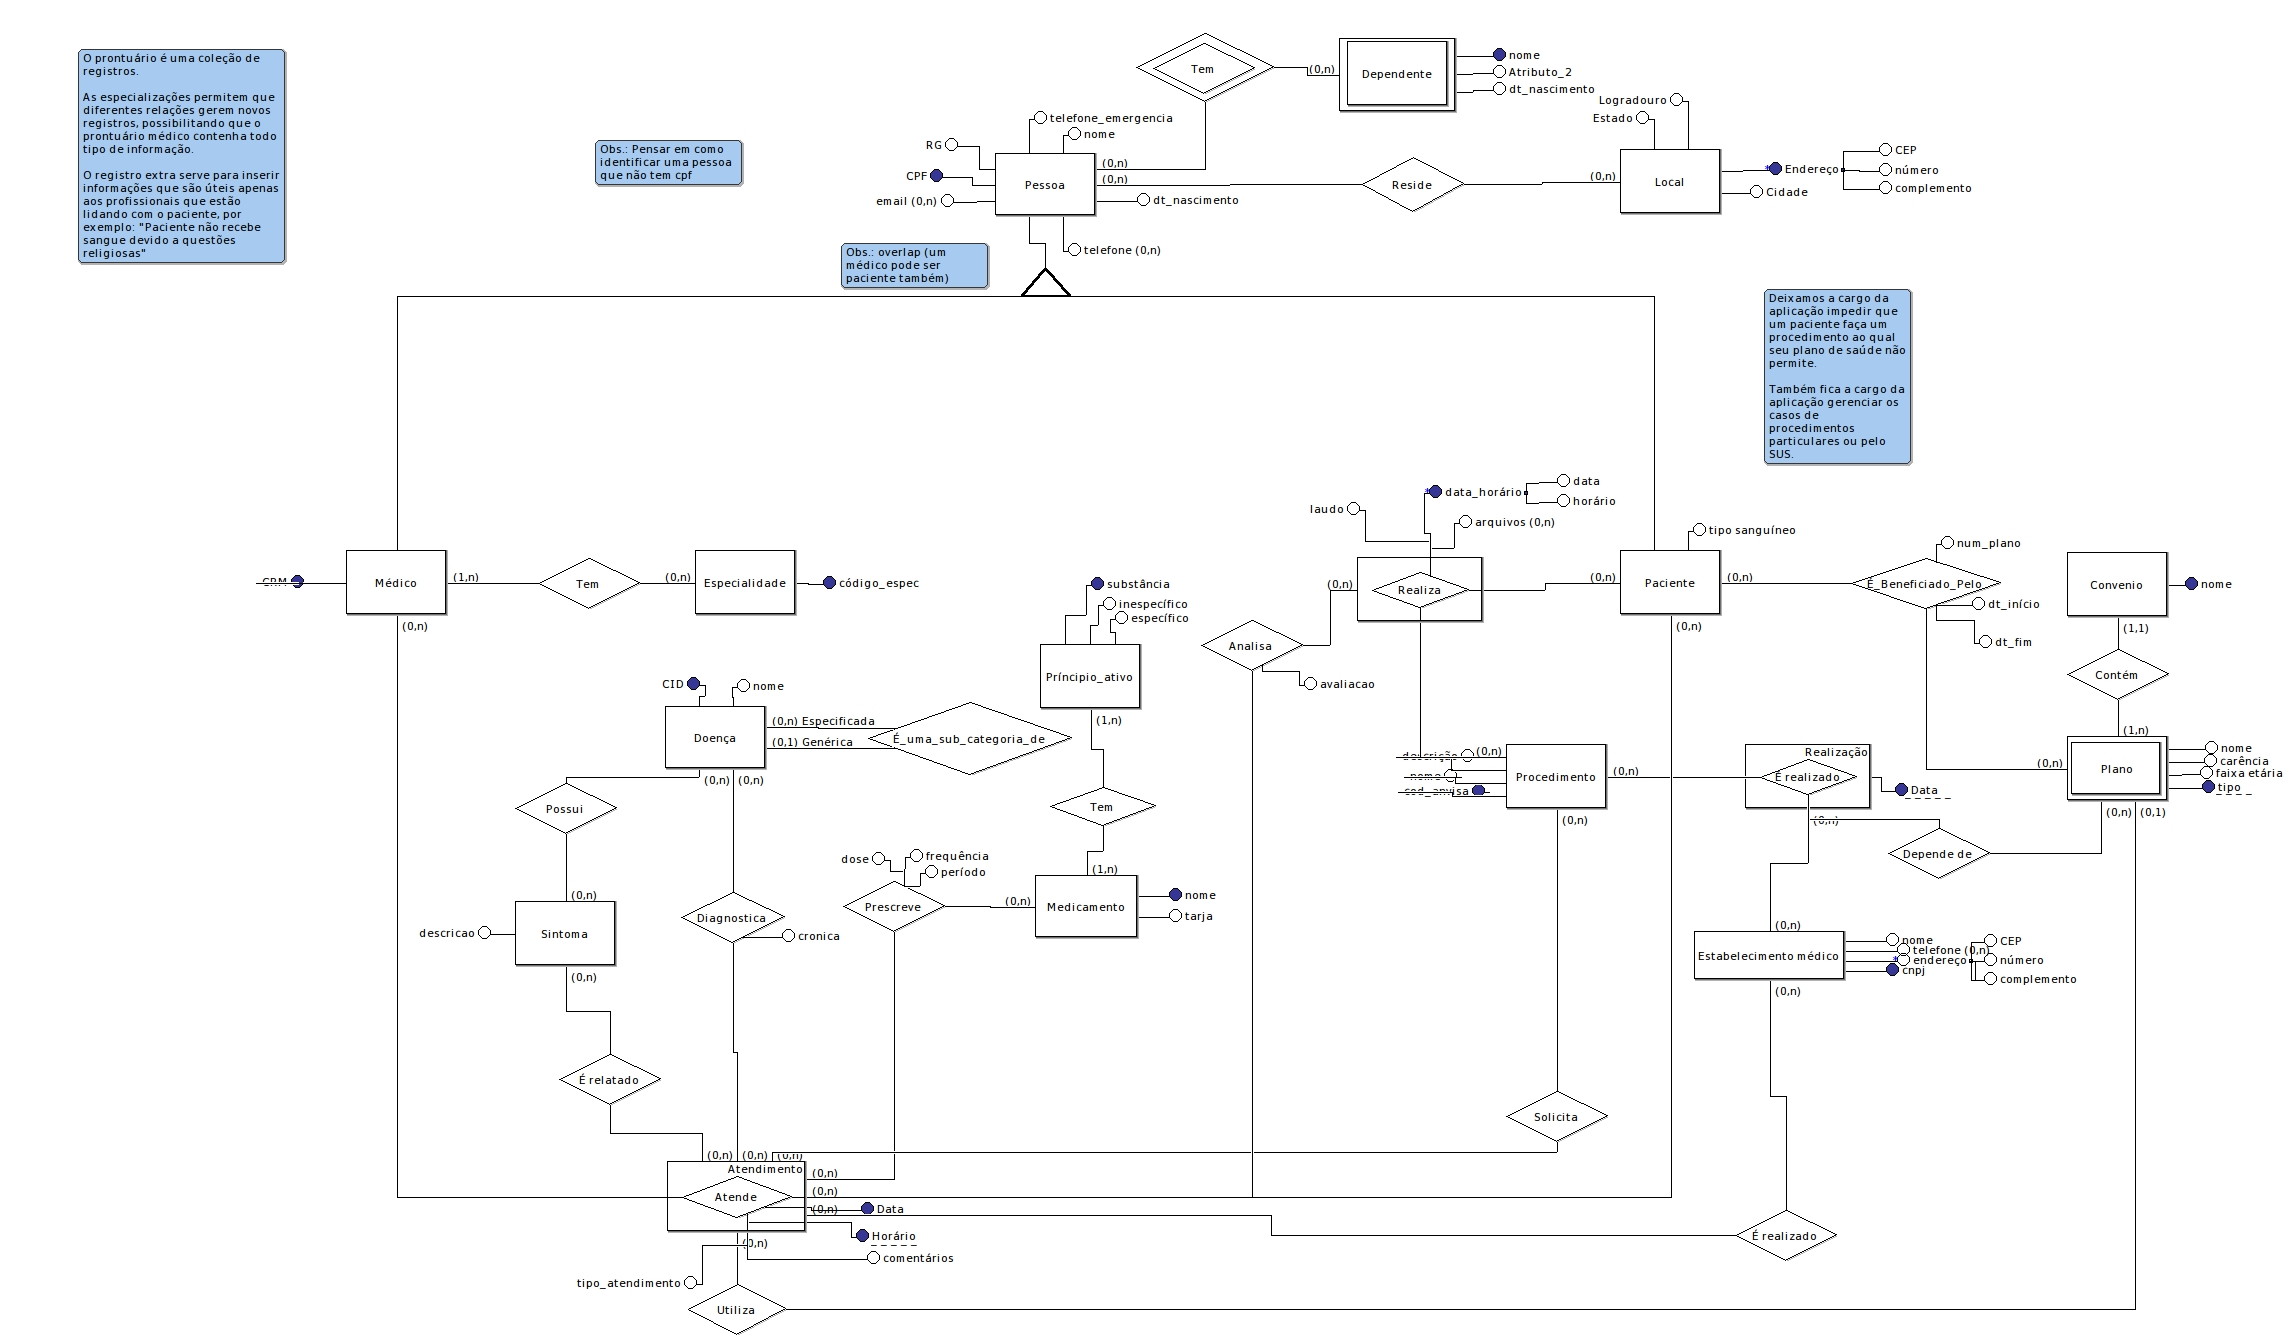 O prontuário é uma coleção de
registros.
As especializações permitem que
diferentes relações gerem novos
registros, possibilitando que o
prontuário médico contenha todo
tipo de informação.
O registro extra serve para inserir
informações que são úteis apenas
aos profissionais que estão
lidando com o paciente, por
exemplo: "Paciente não recebe
sangue devido a questões
religiosas"
Obs.: Pensar em como
identificar uma pessoa
que não tem cpf
Obs.: overlap (um
médico pode ser
paciente também)
Deixamos a cargo da
aplicação impedir que
um paciente faça um
procedimento ao qual
seu plano de saúde não
permite.
Também fica a cargo da
aplicação gerenciar os
casos de
procedimentos
particulares ou pelo
SUS.
Tem
(0,n)
Dependente
nome
Atributo_2
dt_nascimento
Logradouro
Estado
telefone_emergencia
nome
RG
CPF
email (0,n)
Pessoa
(0,n)
(0,n)
dt_nascimento
telefone (0,n)
Reside
(0,n)
Local
Endereço
Cidade
CEP
número
complemento
CRM
Médico
(1,n)
(0,n)
Tem
(0,n)
Especialidade
código_espec
substância
inespecífico
específico
Príncipio_ativo
(1,n)
Tem
(1,n)
Medicamento
nome
tarja
laudo
data_horário
data
horário
arquivos (0,n)
(0,n)
Realiza
Analisa
avaliacao
(0,n)
Paciente
tipo sanguíneo
(0,n)
(0,n)
É_Beneficiado_Pelo
num_plano
dt_início
dt_fim
Convenio
nome
(1,1)
Contém
(1,n)
(0,n)
Plano
nome
carência
faixa etária
tipo
(0,n)
(0,1)
CID
nome
Doença
(0,n) Especificada
(0,1) Genérica
É_uma_sub_categoria_de
(0,n)
(0,n)
Possui
(0,n)
descricao
Sintoma
(0,n)
É relatado
Diagnostica
cronica
dose
frequência
período
Prescreve
(0,n)
descrição
nome
cod_anvisa
(0,n)
Procedimento
(0,n)
(0,n)
Solicita
Realização
É realizado
Data
(0,n)
Depende de
(0,n)
Estabelecimento médico
nome
telefone (0,n)
endereço
cnpj
CEP
número
complemento
(0,n)
É realizado
(0,n)
(0,n)
(0,n)
Atendimento
Atende
(0,n)
(0,n)
(0,n)
Data
Horário
comentários
(0,n)
tipo_atendimento
Utiliza